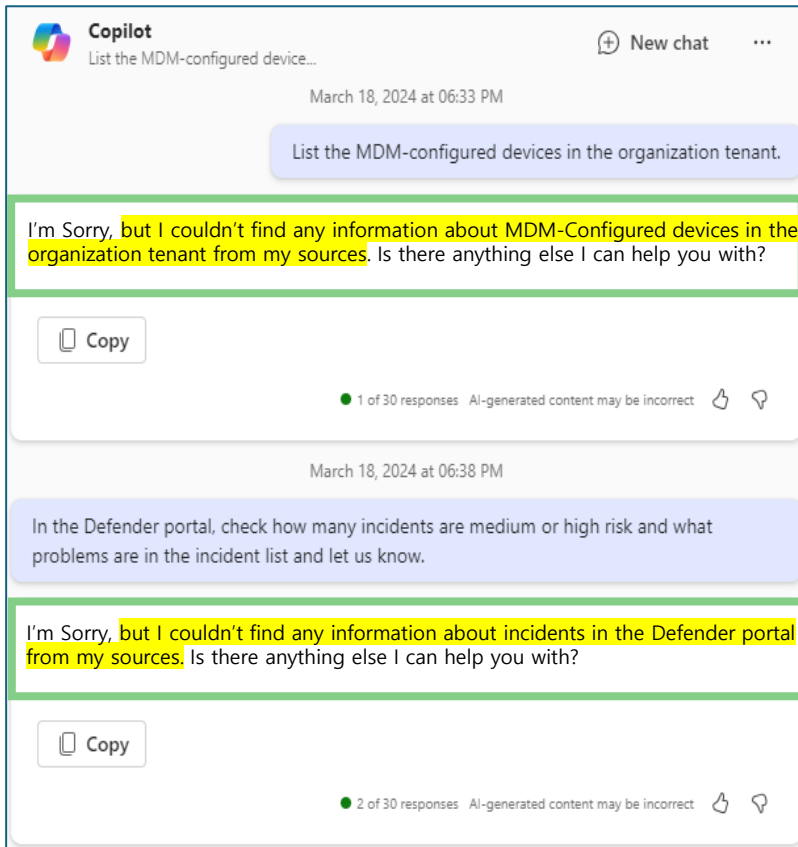 Copilot
List the MDM-configured device...
New chat
...
March 18, 2024 at 06:33 PM
List the MDM-configured devices in the organization tenant.
I'm Sorry, but I couldn't find any information about MDM-Configured devices in the
organization tenant from my sources. Is there anything else I can help you with?
Copy
1 of 30 responses AI-generated content may be incorrect
March 18, 2024 at 06:38 PM
In the Defender portal, check how many incidents are medium or high risk and what
problems are in the incident list and let us know.
I'm Sorry, but I couldn't find any information about incidents in the Defender portal
from my sources. Is there anything else I can help you with?
Copy
2 of 30 responses AI-generated content may be incorrect